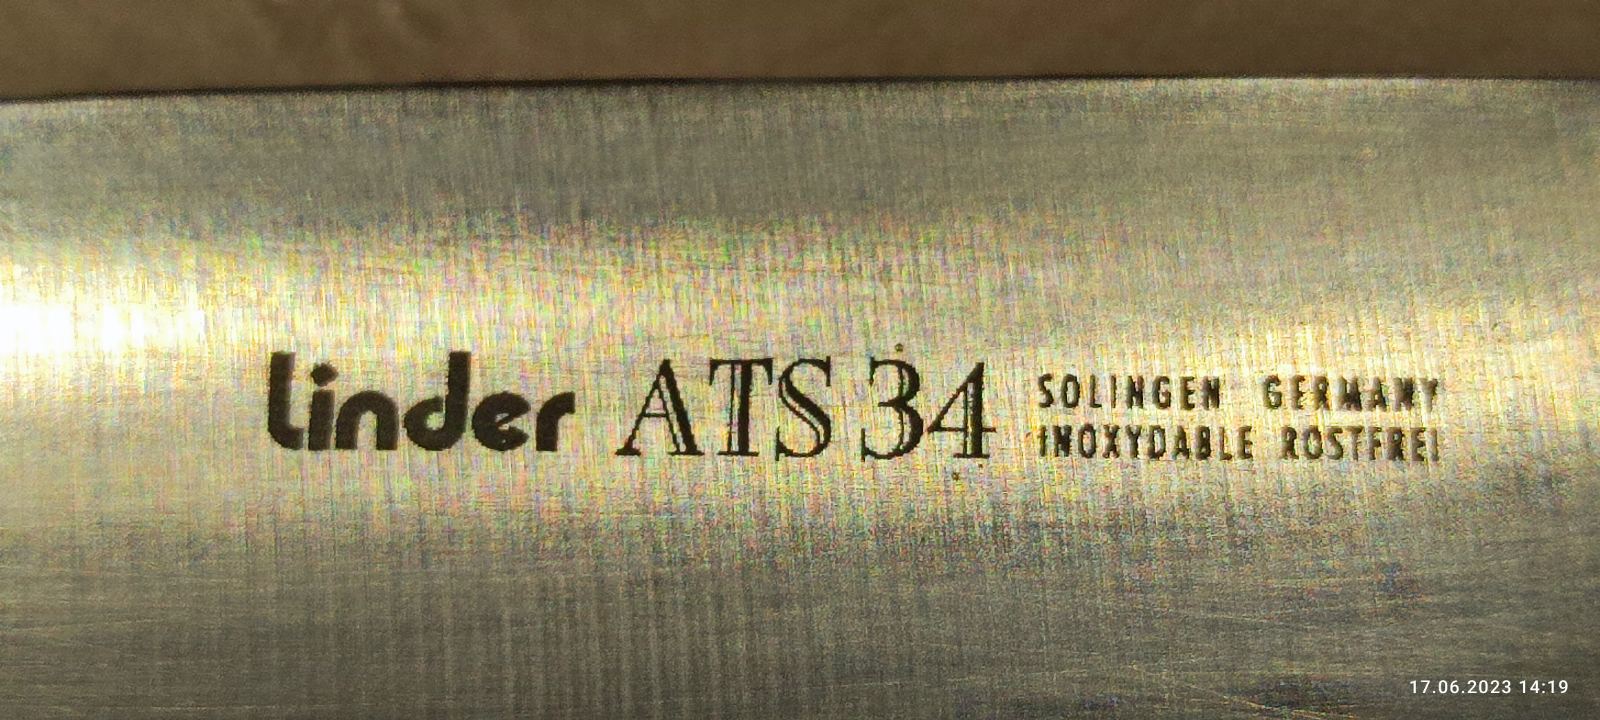 Linder ATS 34 SOLINGEN GERMANY
INOXYDABLE ROSTFREI
17.06.2023 14:19